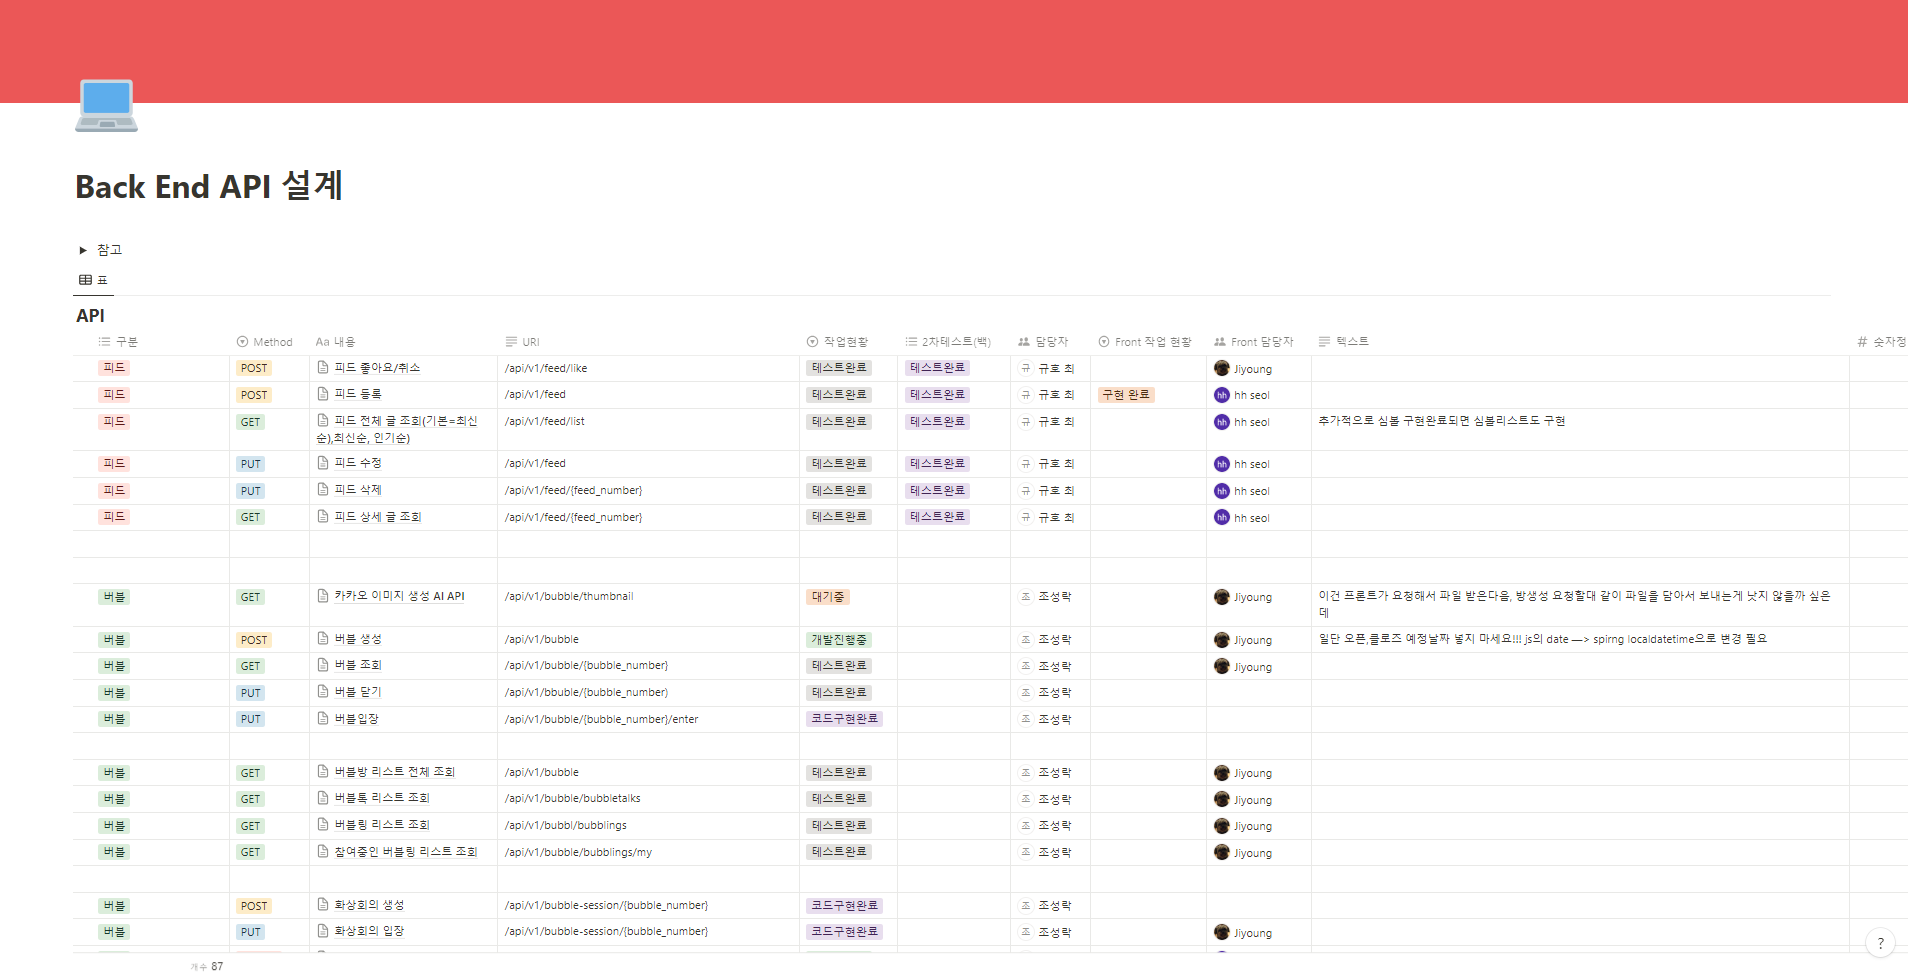 Back End API 설계
참고
표
API
구분 Method Aa 내용 URI 작업현황 2차테스트(백) 담당자 Front 작업 현황 Front 담당자 텍스트 # 숫자정
피드 POST 피드 좋아요/취소 /api/v1/feed/like 테스트완료 테스트완료 규 규호 최 Jiyoung
피드 POST 피드 등록 /api/v1/feed 테스트완료 테스트완료 규 규호 최 구현 완료 hh hh seol
피드 GET 피드 전체 글 조회(기본=최신 /api/v1/feed/list 테스트완료 테스트완료 규 규호 최 hh hh seol 추가적으로 심볼 구현완료되면 심볼리스트도 구현
순),최신순, 인기순)
피드 PUT 피드 수정 /api/v1/feed 테스트완료 테스트완료 규 규호 최 hh hh seol
피드 PUT 피드 삭제 /api/v1/feed/{feed_number} 테스트완료 테스트완료 규 규호 최 hh hh seol
피드 GET 피드 상세 글 조회 /api/v1/feed/{feed_number} 테스트완료 테스트완료 규 규호 최 hh hh seol
버블 GET 카카오 이미지 생성 AI API /api/v1/bubble/thumbnail 대기중 조 조성락 Jiyoung 이건 프론트가 요청해서 파일 받은다음, 방생성 요청할대 같이 파일을 담아서 보내는게 낫지 않을까 싶은
데
버블 POST 버블 생성 /api/v1/bubble 개발진행중 조 조성락 Jiyoung 일단 오픈,클로즈 예정날짜 넣지 마세요!!! js의 date —> spirng localdatetime으로 변경 필요
버블 GET 버블 조회 /api/v1/bubble/{bubble_number} 테스트완료 조 조성락 Jiyoung
버블 PUT 버블 닫기 /api/v1/bbuble/{bubble_number} 테스트완료 조 조성락
버블 PUT 버블입장 /api/v1/bubble/{bubble_number}/enter 코드구현완료 조 조성락
버블 GET 버블방 리스트 전체 조회 /api/v1/bubble 테스트완료 조 조성락 Jiyoung
버블 GET 버블톡 리스트 조회 /api/v1/bubble/bubbletalks 테스트완료 조 조성락 Jiyoung
버블 GET 버블링 리스트 조회 /api/v1/bubbl/bubblings 테스트완료 조 조성락 Jiyoung
버블 GET 참여중인 버블링 리스트 조회 /api/v1/bubble/bubblings/my 테스트완료 조 조성락 Jiyoung
버블 POST 화상회의 생성 /api/v1/bubble-session/{bubble_number} 코드구현완료 조 조성락
버블 PUT 화상회의 입장 /api/v1/bubble-session/{bubble_number} 코드구현완료 조 조성락 Jiyoung
?
개수 87